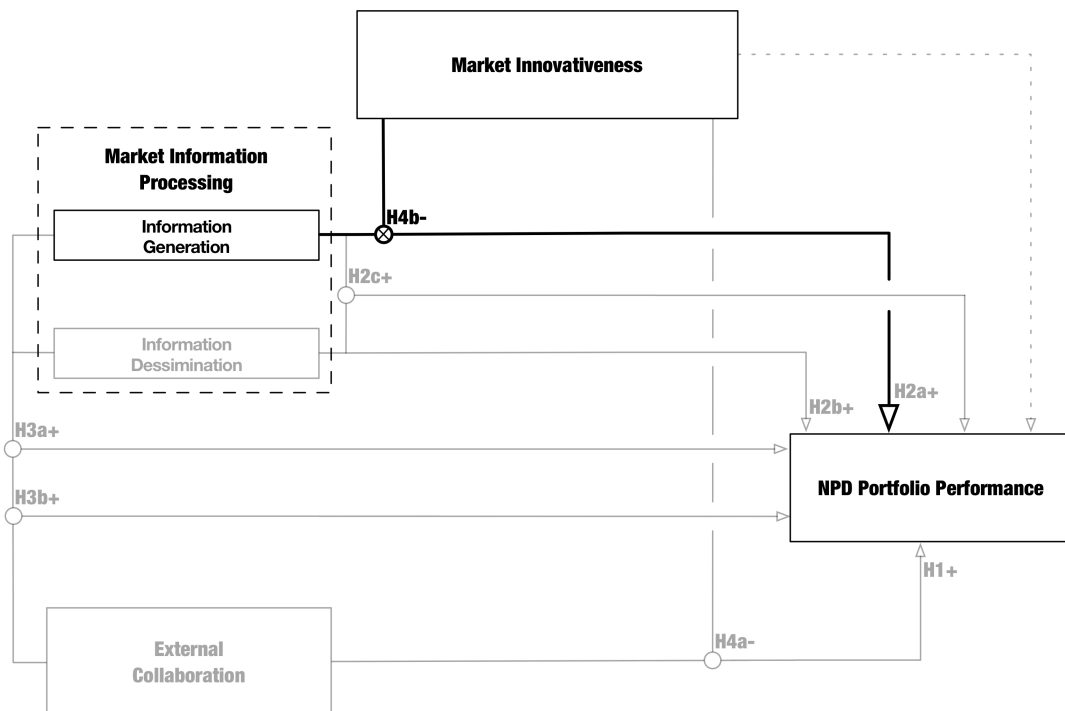 Market Innovativeness
Market Information
Processing
Information
Generation
H4b-
H2c+
Information
Dessimination
H2b+
H2a+
H3a+
H3b+
NPD Portfolio Performance
H1+
External
Collaboration
H4a-